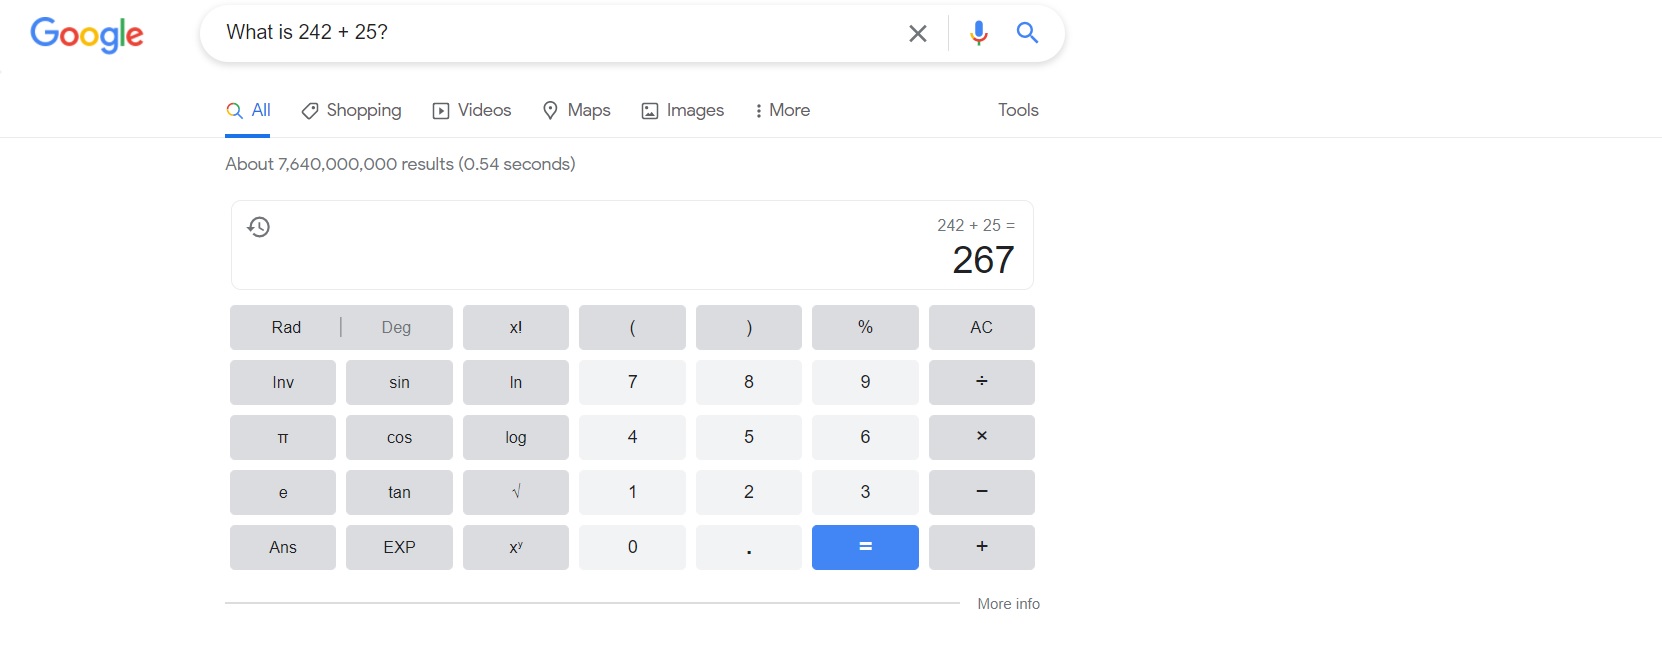 Google
What is 242 + 25?
All Shopping Videos Maps Images More Tools
About 7,640,000,000 results (0.54 seconds)
242 + 25 =
267
Rad | Deg x! ( ) % AC
Inv sin ln 7 8 9 ÷
π cos log 4 5 6 ×
e tan √ 1 2 3 −
Ans EXP xʸ 0 . = +
More info